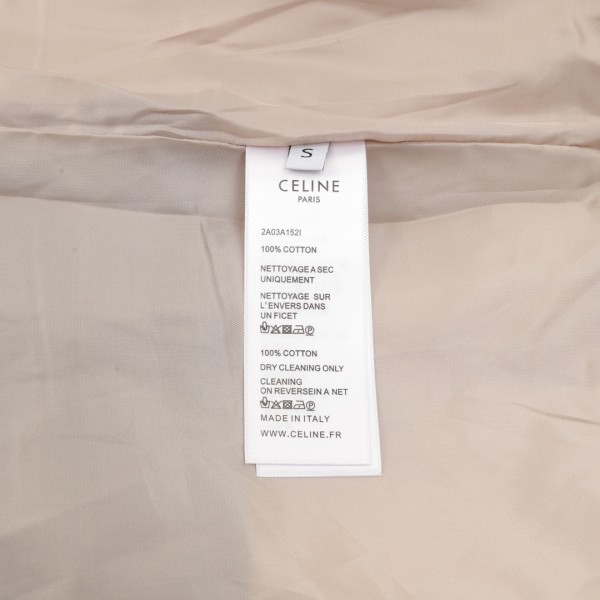 S
CELINE
PARIS
2A03A152I
100% COTTON
NETTOYAGE A SEC
UNIQUEMENT
NETTOYAGE SUR
L'ENVERS DANS
UN FICET
100% COTTON
DRY CLEANING ONLY
CLEANING
ON REVERSEIN A NET
MADE IN ITALY
WWW.CELINE.FR